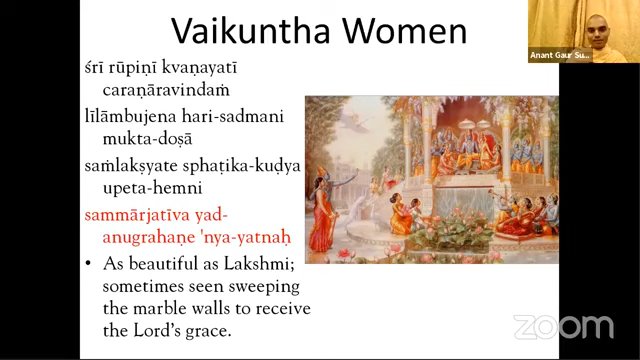 Vaikuntha Women
Anant Gaur Su...
śrī rūpiṇī kvaṇayatī
caraṇāravindaṁ
līlāmbujena hari-sadmani
mukta-doṣā
saṁlakṣyate sphaṭika-kuḍya
upeta-hemni
sammārjatīva yad-
anugrahaṇe 'nya-yatnaḥ
• As beautiful as Lakshmi;
sometimes seen sweeping
the marble walls to receive
the Lord's grace.
zoom